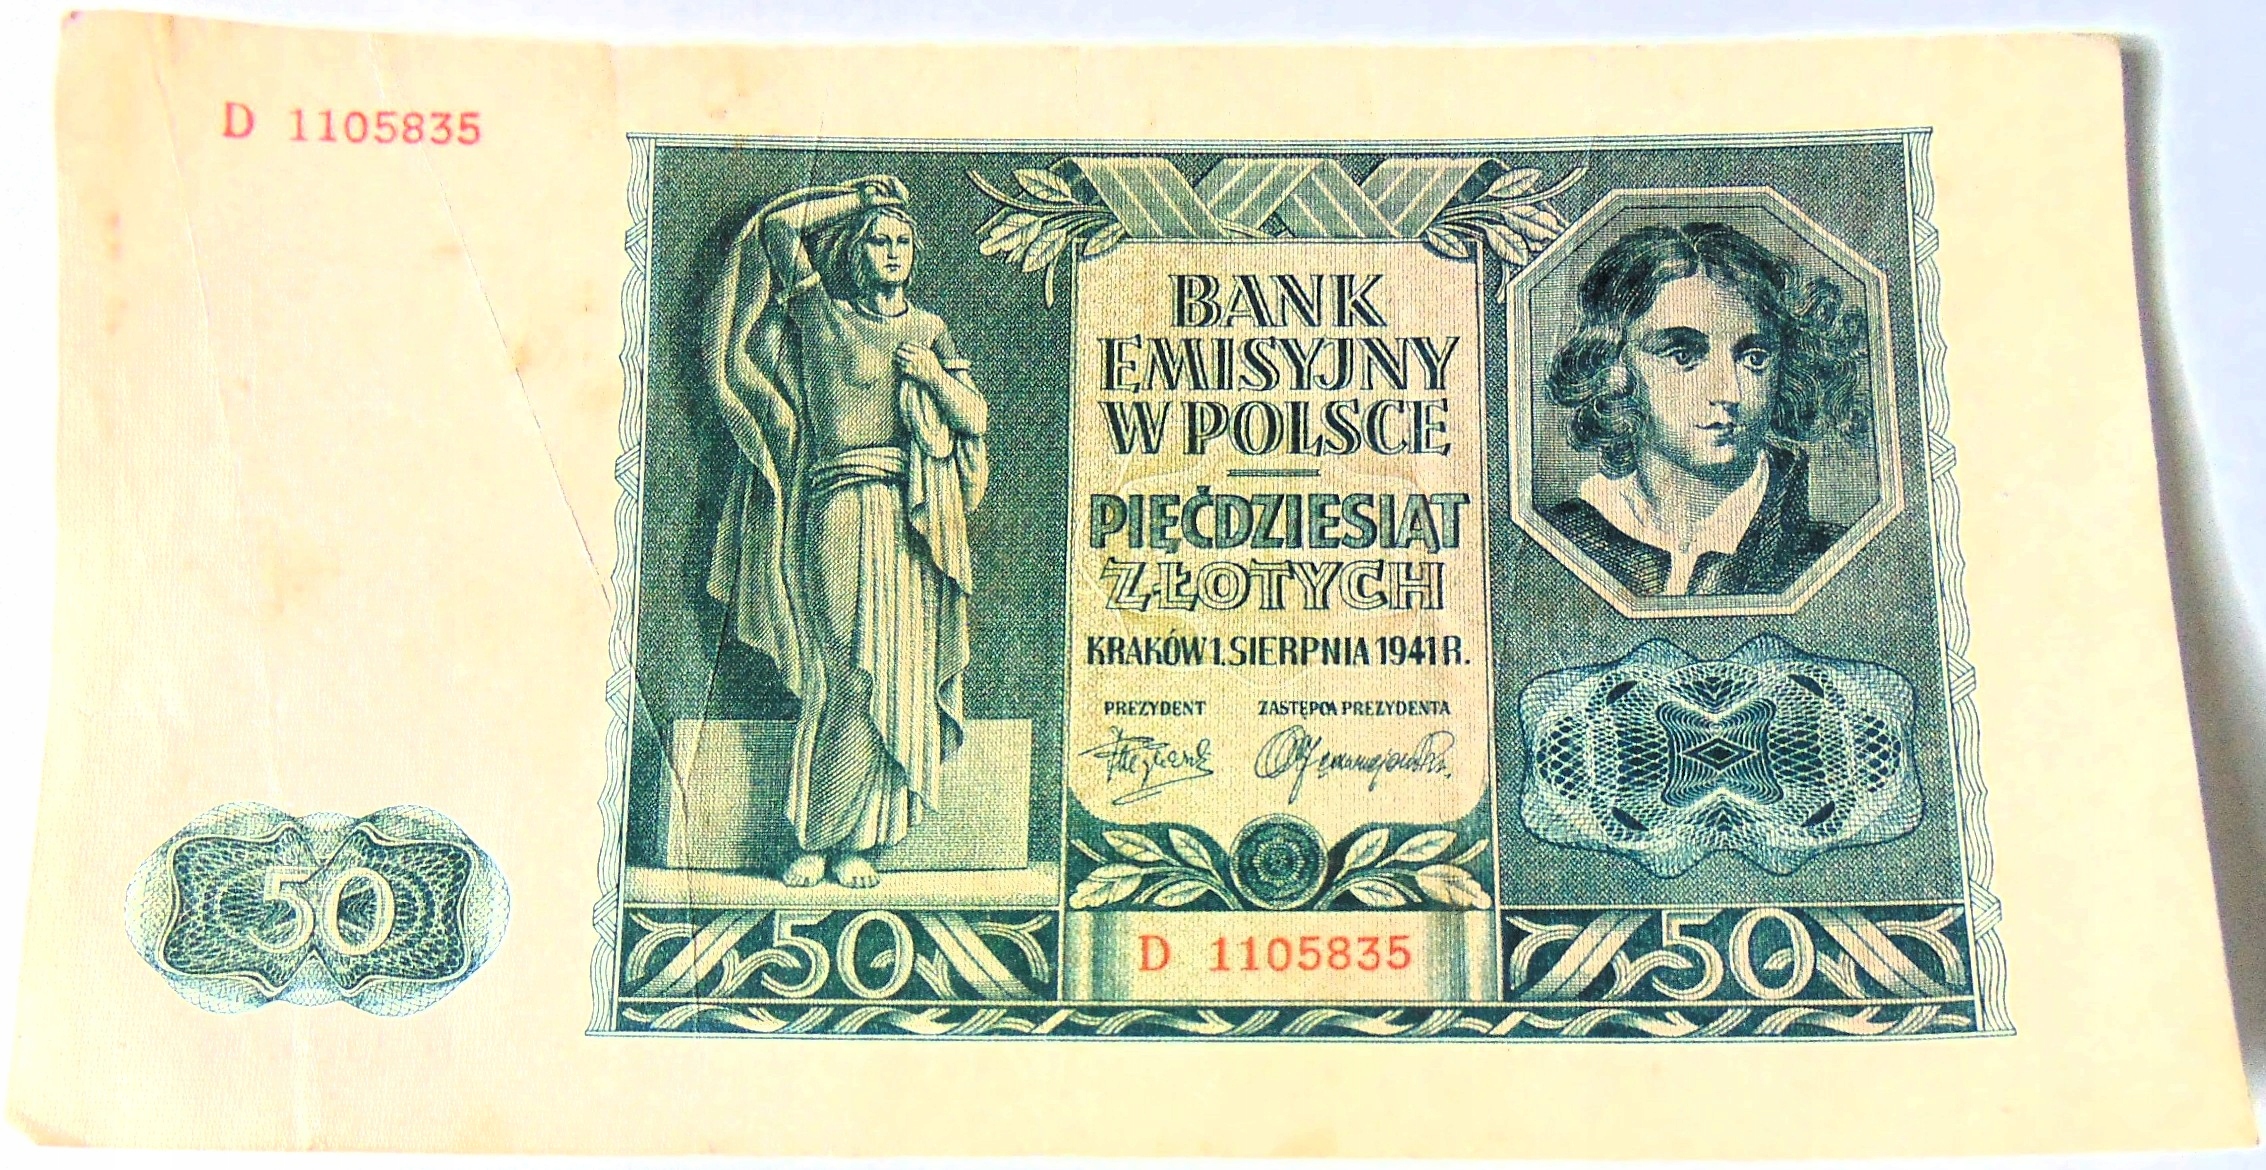 D 1105835
BANK
EMISYJNY
W POLSCE
PIĘĆDZIESIĄT
ZŁOTYCH
KRAKÓW 1. SIERPNIA 1941 R.
PREZYDENT ZASTĘPCA PREZYDENTA
50
50
D 1105835
50